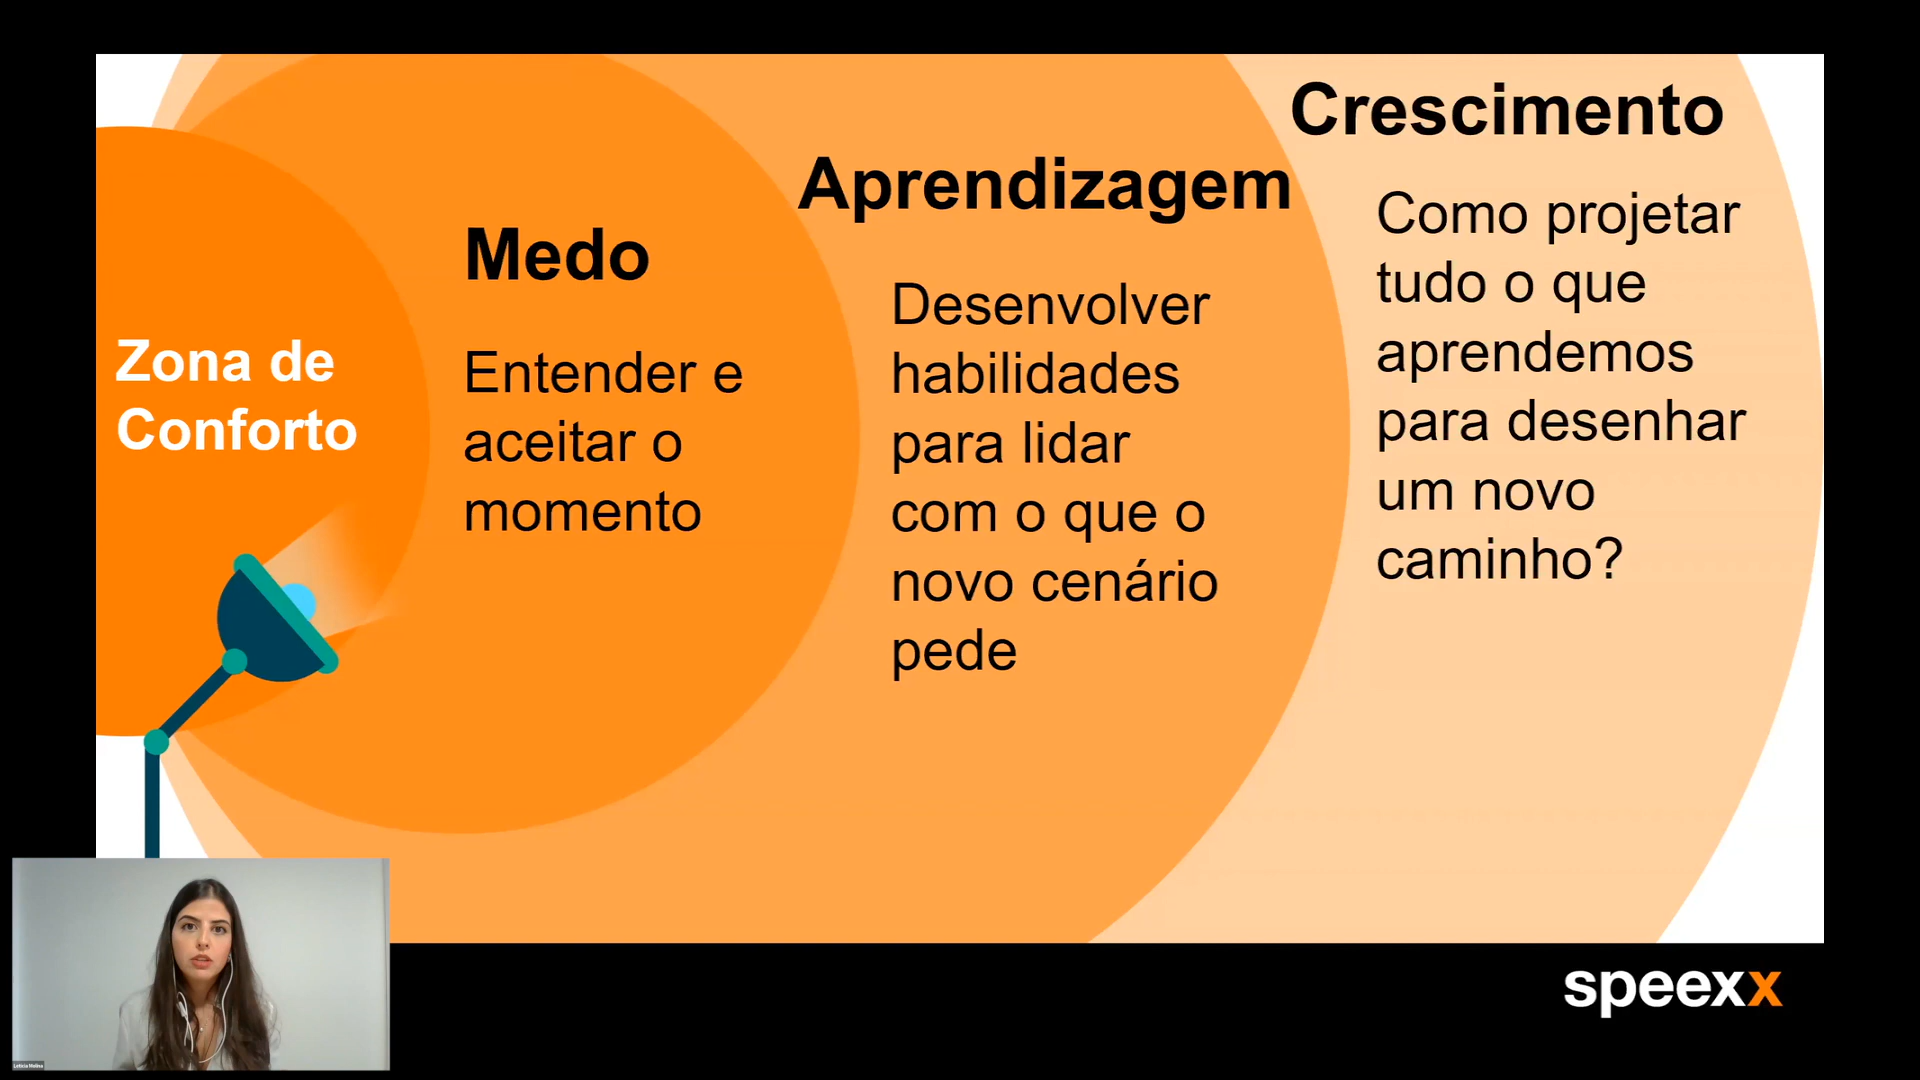 Zona de
Conforto
Medo
Entender e
aceitar o
momento
Aprendizagem
Desenvolver
habilidades
para lidar
com o que o
novo cenário
pede
Crescimento
Como projetar
tudo o que
aprendemos
para desenhar
um novo
caminho?
speexx